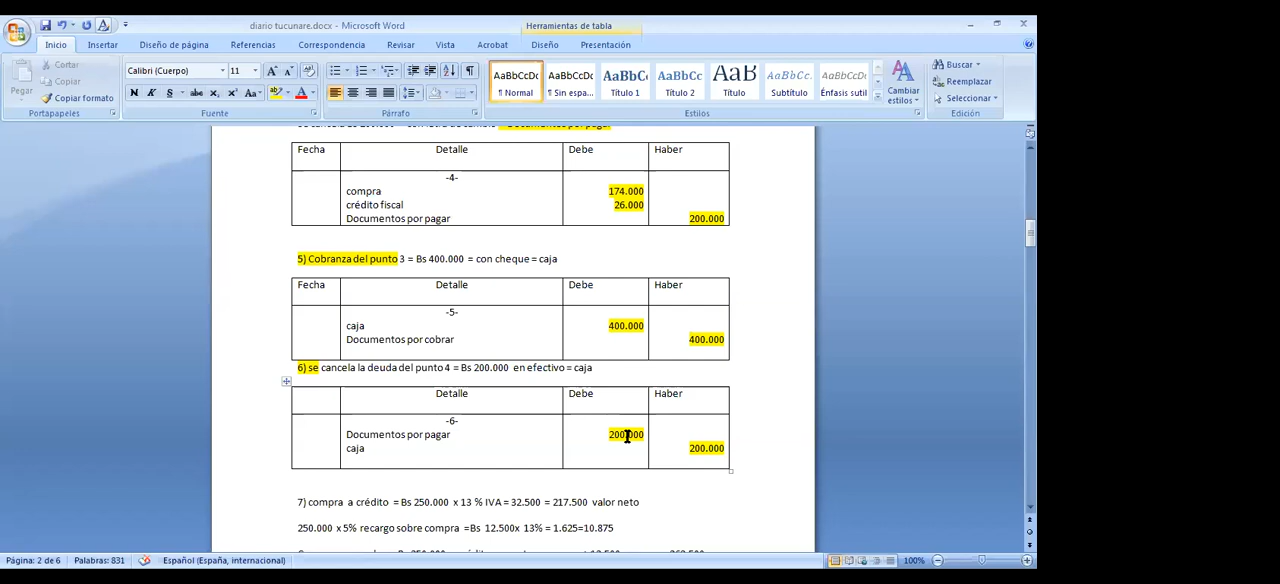 diario tucunare.docx - Microsoft Word
Herramientas de tabla
Inicio Insertar Diseño de página Referencias Correspondencia Revisar Vista Acrobat Diseño Presentación
Cortar
Copiar
Copiar formato
Pegar
Portapapeles
Calibri (Cuerpo) 11
N K S abc x₂ x² Aa
Fuente
Párrafo
AaBbCcDc AaBbCcDc AaBbC AaBbCc AaB AaBbCc. AaBbCcDc
¶ Normal ¶ Sin espa... Título 1 Título 2 Título Subtítulo Énfasis sutil
Cambiar estilos
Estilos
Buscar
Reemplazar
Seleccionar
Edición
Fecha Detalle Debe Haber
-4-
compra 174.000
crédito fiscal 26.000
Documentos por pagar 200.000
5) Cobranza del punto 3 = Bs 400.000 = con cheque = caja
Fecha Detalle Debe Haber
-5-
caja 400.000
Documentos por cobrar 400.000
6) se cancela la deuda del punto 4 = Bs 200.000 en efectivo = caja
Detalle Debe Haber
-6-
Documentos por pagar 200.000
caja 200.000
7) compra a crédito = Bs 250.000 x 13 % IVA = 32.500 = 217.500 valor neto
250.000 x 5% recargo sobre compra =Bs 12.500x 13% = 1.625=10.875
Página: 2 de 6 Palabras: 831 Español (España, internacional) 100%